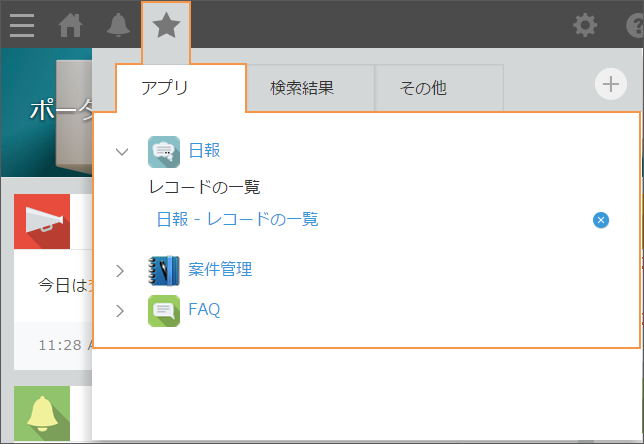 アプリ
検索結果
その他
ポータ
日報
レコードの一覧
日報 - レコードの一覧
案件管理
FAQ
今日は
11:28 A